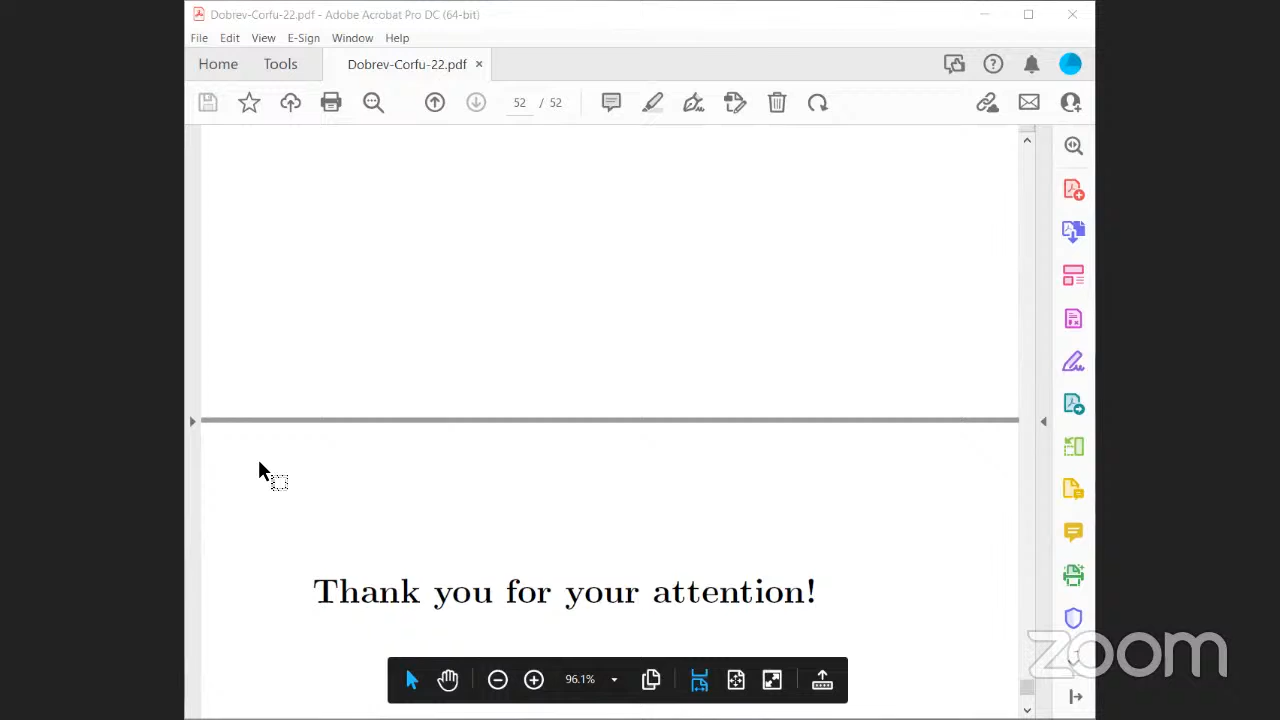 Dobrev-Corfu-22.pdf - Adobe Acrobat Pro DC (64-bit)
File Edit View E-Sign Window Help
Home Tools Dobrev-Corfu-22.pdf ×
52 / 52
Thank you for your attention!
96.1%
zoom